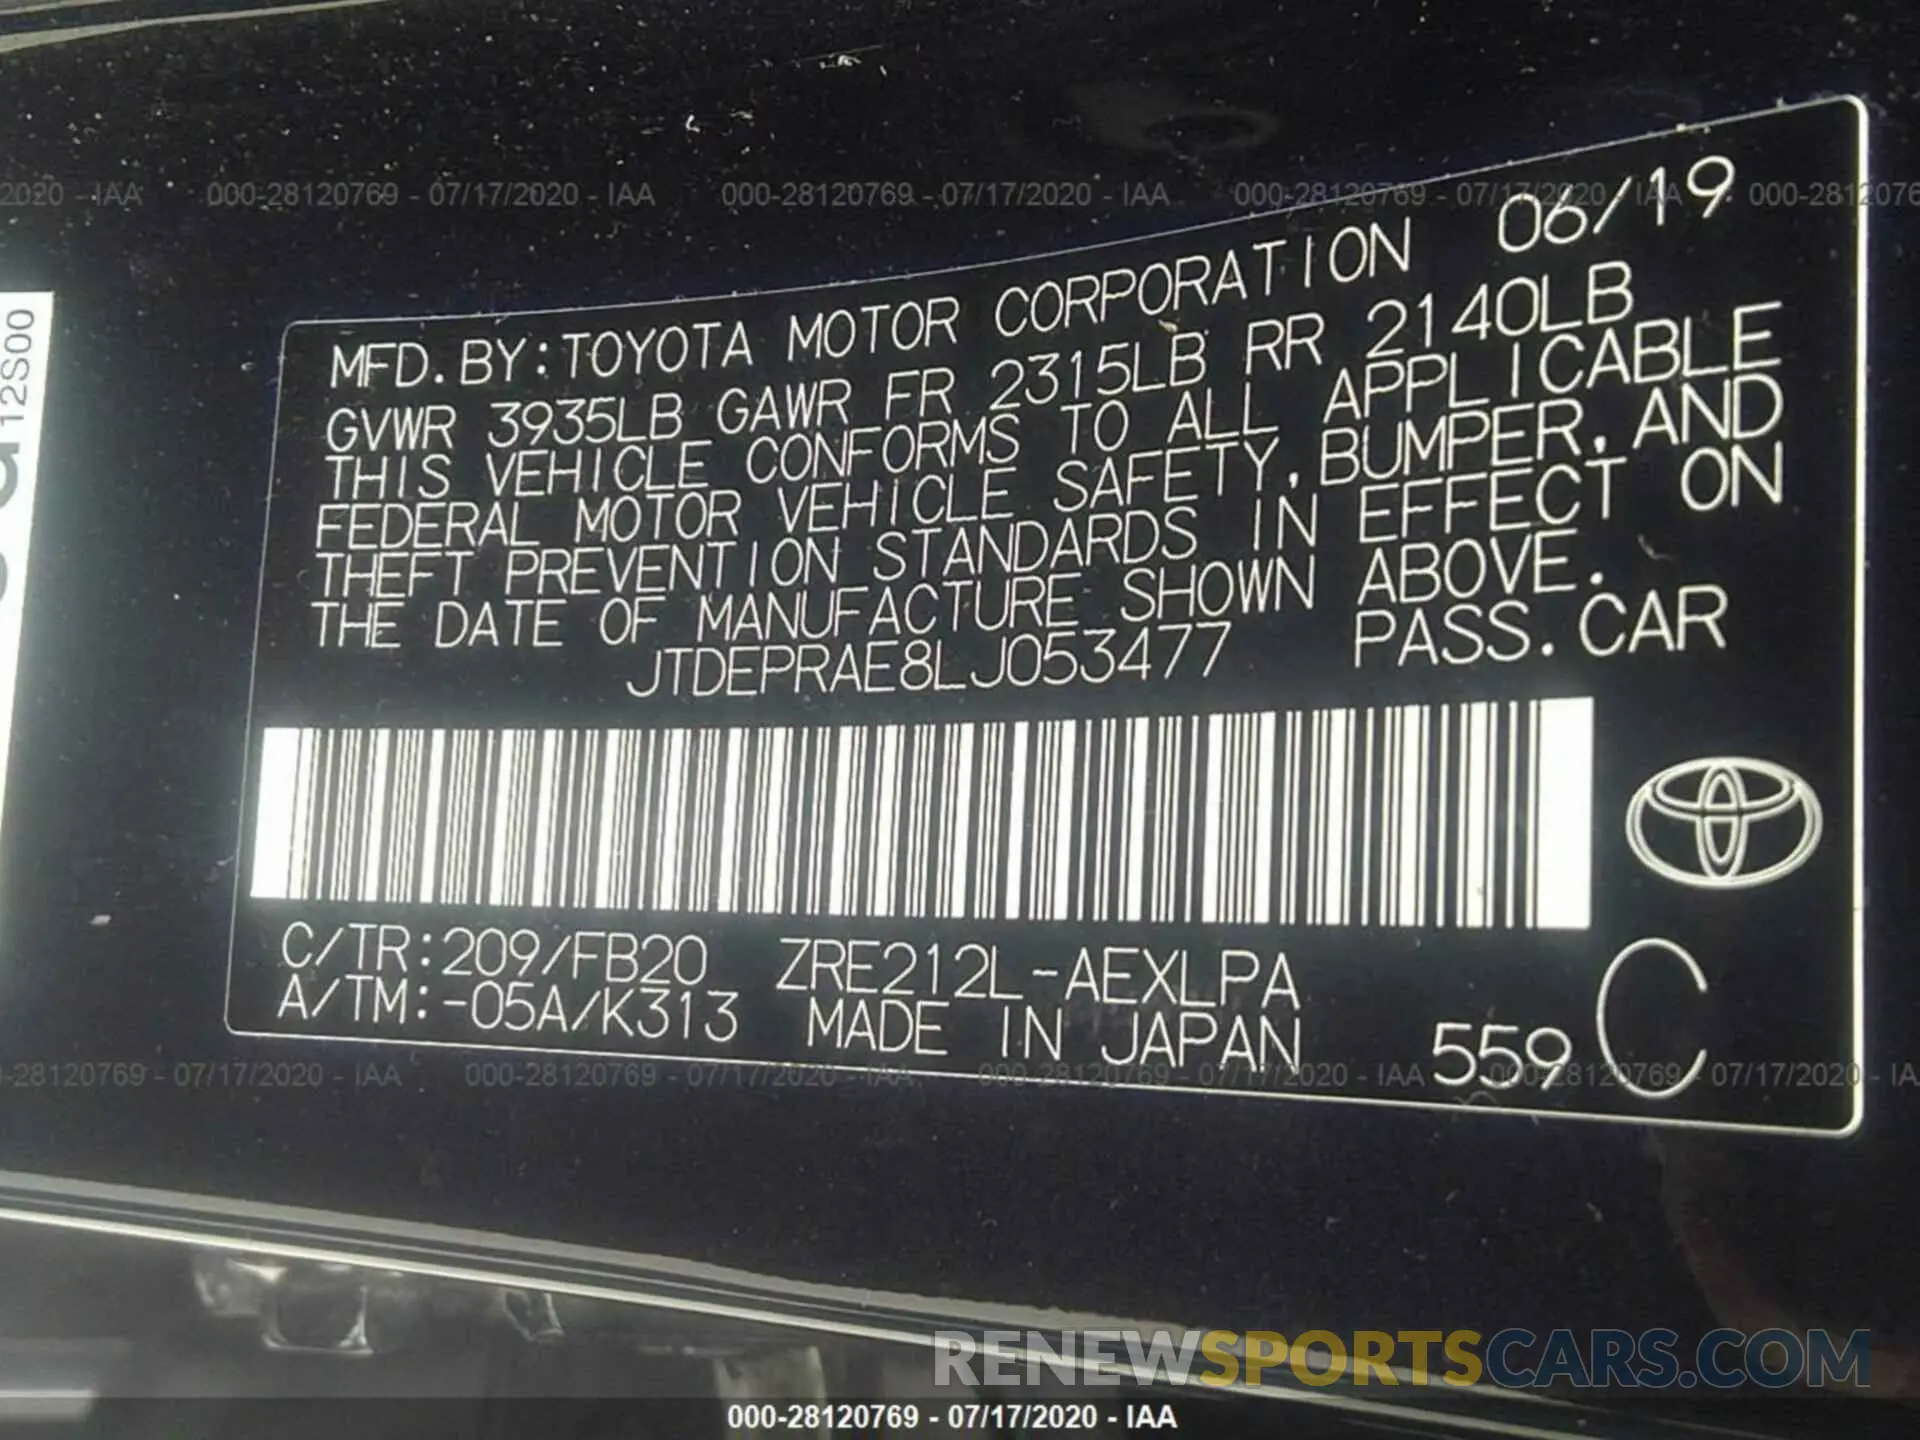 2020 - IAA 000-28120769 - 07/17/2020 - IAA 000-28120769 - 07/17/2020 - IAA 000-28120769 - 07/17/2020 - IAA 000-2812076
12S00
MFD. BY: TOYOTA MOTOR CORPORATION 06/19
GVWR 3935LB GAWR FR 2315LB RR 2140LB
THIS VEHICLE CONFORMS TO ALL APPLICABLE
FEDERAL MOTOR VEHICLE SAFETY, BUMPER, AND
THEFT PREVENTION STANDARDS IN EFFECT ON
THE DATE OF MANUFACTURE SHOWN ABOVE.
JTDEPRAE8LJ053477 PASS. CAR
C/TR: 209/FB20 ZRE212L-AEXLPA
A/TM: -05A/K313 MADE IN JAPAN 559 C
-28120769 - 07/17/2020 - IAA 000-28120769 - 07/17/2020 - IAA 000-28120769 - 07/17/2020 - IAA 000-28120769 - 07/17/2020 - IA
RENEWSPORTSCARS.COM
000-28120769 - 07/17/2020 - IAA